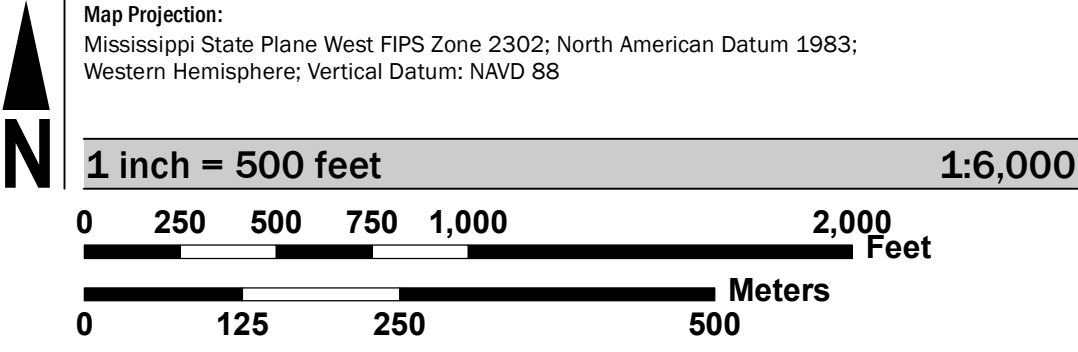 Map Projection:
Mississippi State Plane West FIPS Zone 2302; North American Datum 1983;
Western Hemisphere; Vertical Datum: NAVD 88
N
1 inch = 500 feet 1:6,000
0 250 500 750 1,000 2,000
Feet
Meters
0 125 250 500